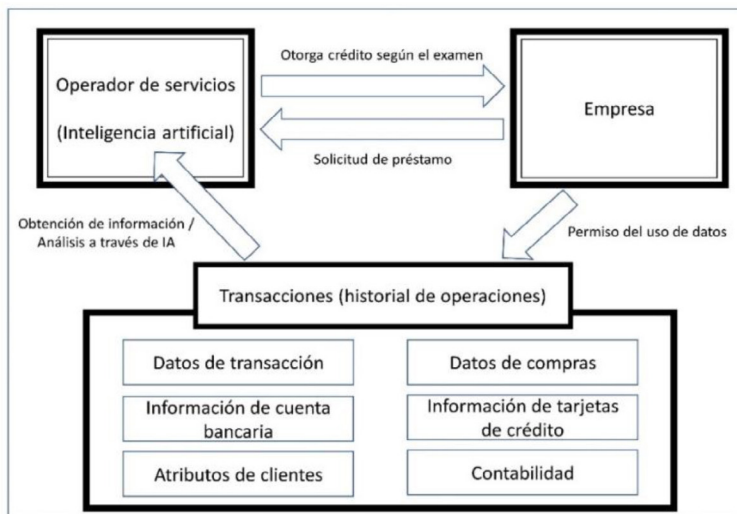 Operador de servicios
(Inteligencia artificial)
Otorga crédito según el examen
Solicitud de préstamo
Empresa
Obtención de información /
Análisis a través de IA
Permiso del uso de datos
Transacciones (historial de operaciones)
Datos de transacción
Datos de compras
Información de cuenta
bancaria
Información de tarjetas
de crédito
Atributos de clientes
Contabilidad